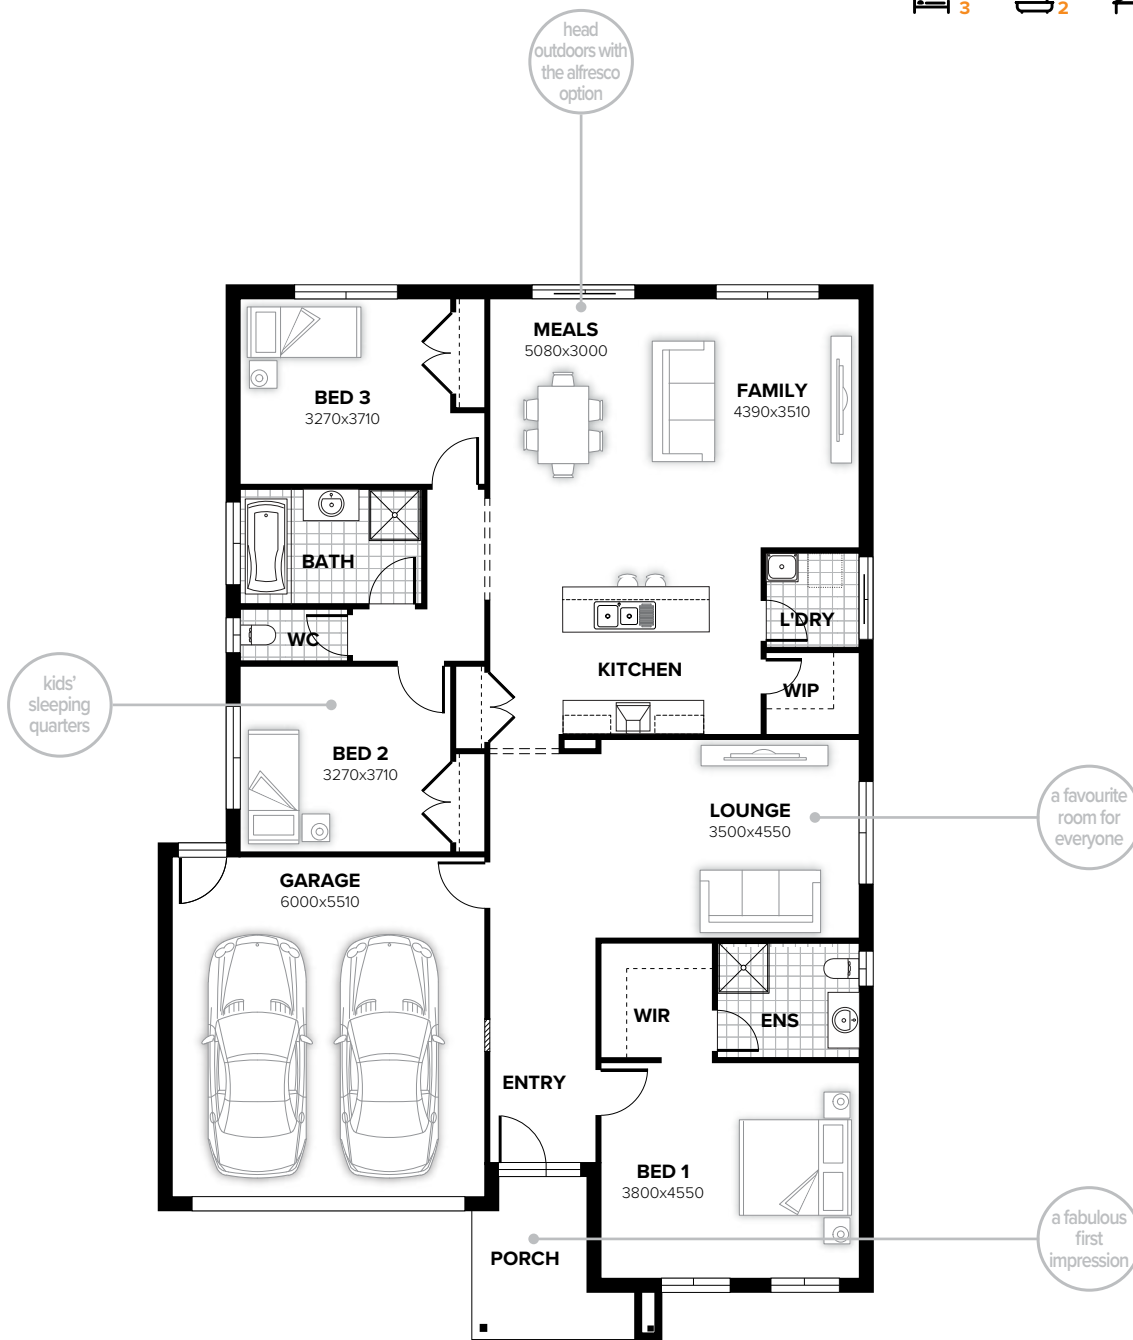 3
2
head
outdoors with
the alfresco
option
MEALS
5080x3000
FAMILY
4390x3510
BED 3
3270x3710
BATH
L'DRY
WC
KITCHEN
WIP
kids'
sleeping
quarters
BED 2
3270x3710
LOUNGE
3500x4550
a favourite
room for
everyone
GARAGE
6000x5510
WIR
ENS
ENTRY
BED 1
3800x4550
PORCH
a fabulous
first
impression